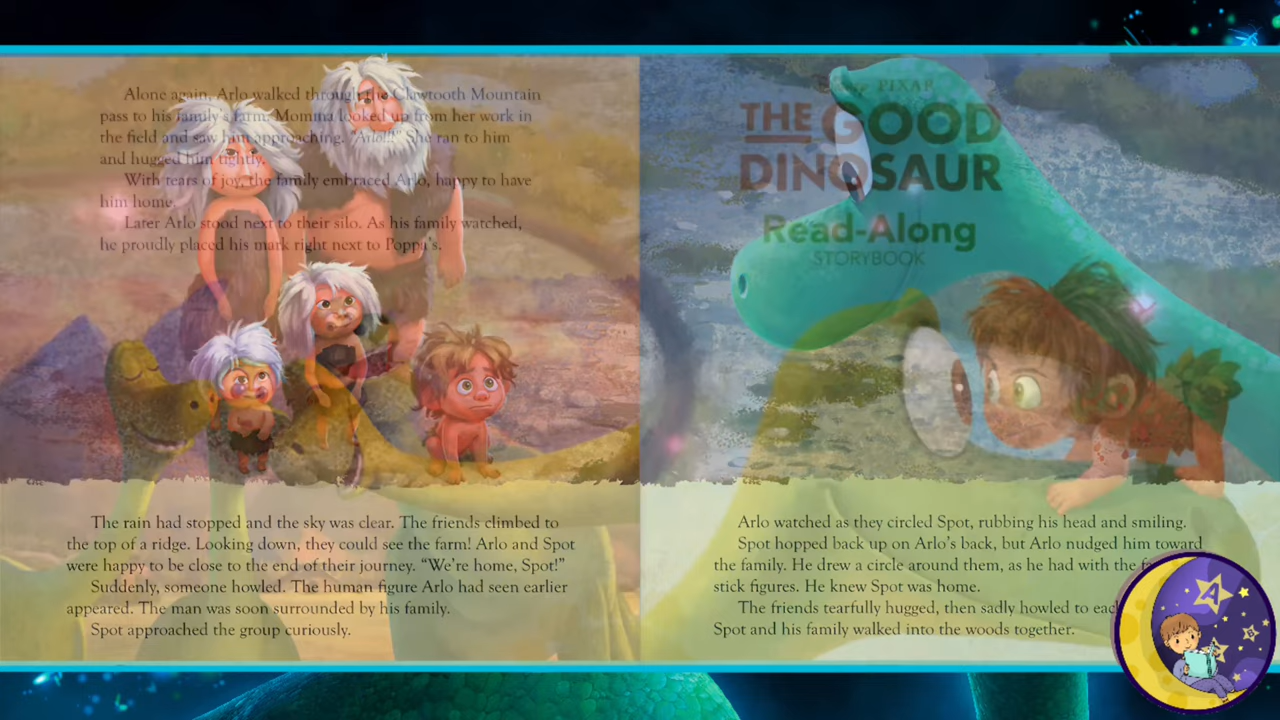 Alone again, Arlo walked through the Clawtooth Mountain
pass to his family's farm. Momma looked up from her work in
the field and saw him approaching. "Arlo!!" She ran to him
and hugged him tightly.
With tears of joy, the family embraced Arlo, happy to have
him home.
Later Arlo stood next to their silo. As his family watched,
he proudly placed his mark right next to Poppa's.
The rain had stopped and the sky was clear. The friends climbed to
the top of a ridge. Looking down, they could see the farm! Arlo and Spot
were happy to be close to the end of their journey. "We're home, Spot!"
Suddenly, someone howled. The human figure Arlo had seen earlier
appeared. The man was soon surrounded by his family.
Spot approached the group curiously.
Disney PIXAR
THE GOOD
DINOSAUR
Read-Along
STORYBOOK
Arlo watched as they circled Spot, rubbing his head and smiling.
Spot hopped back up on Arlo's back, but Arlo nudged him toward
the family. He drew a circle around them, as he had with the
stick figures. He knew Spot was home.
The friends tearfully hugged, then sadly howled to
Spot and his family walked into the woods together.
A